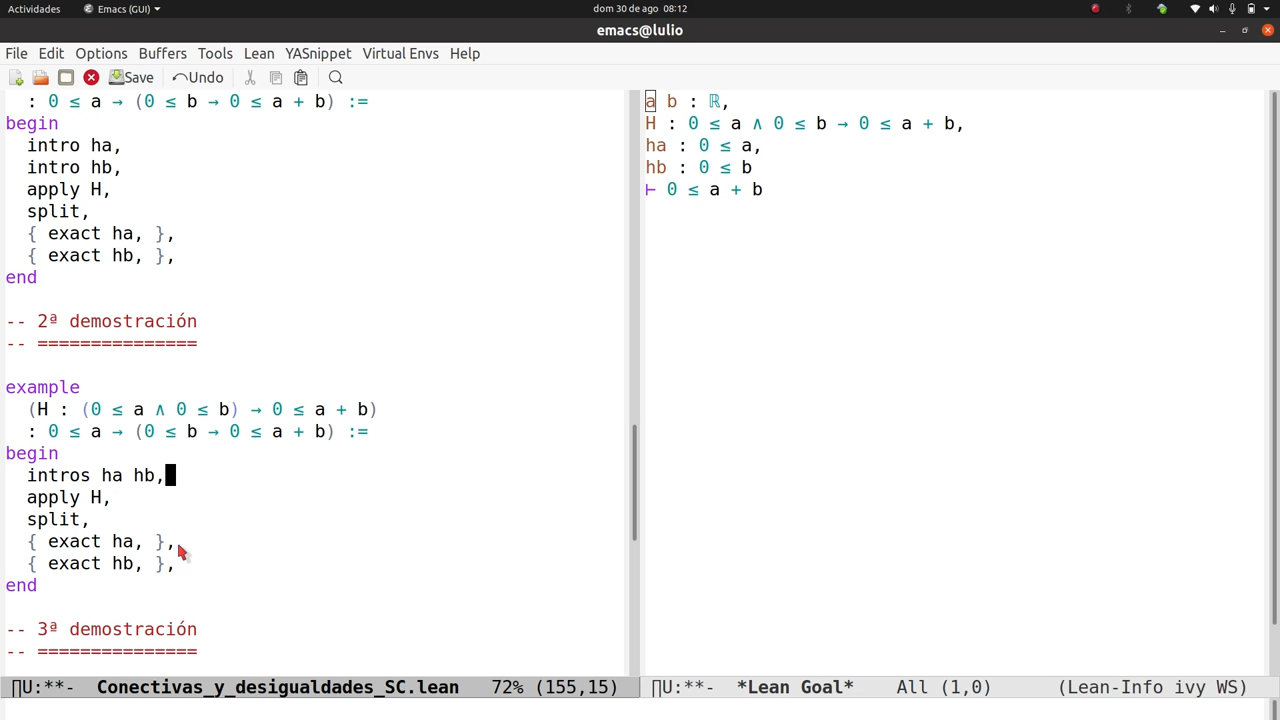 Actividades Emacs (GUI) dom 30 de ago 08:12
emacs@lulio
File Edit Options Buffers Tools Lean YASnippet Virtual Envs Help
Save Undo
: 0 ≤ a → (0 ≤ b → 0 ≤ a + b) :=
begin
intro ha,
intro hb,
apply H,
split,
{ exact ha, },
{ exact hb, },
end
-- 2ª demostración
-- ===============
example
(H : (0 ≤ a ∧ 0 ≤ b) → 0 ≤ a + b)
: 0 ≤ a → (0 ≤ b → 0 ≤ a + b) :=
begin
intros ha hb,
apply H,
split,
{ exact ha, },
{ exact hb, },
end
-- 3ª demostración
-- ===============
∏U:**- Conectivas_y_desigualdades_SC.lean 72% (155,15)
a b : ℝ,
H : 0 ≤ a ∧ 0 ≤ b → 0 ≤ a + b,
ha : 0 ≤ a,
hb : 0 ≤ b
⊢ 0 ≤ a + b
∏U:**- *Lean Goal* All (1,0) (Lean-Info ivy WS)